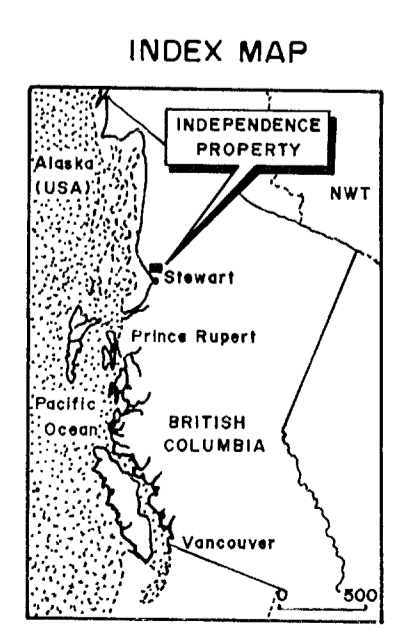 INDEX MAP
INDEPENDENCE
PROPERTY
Alaska
(USA)
NWT
Stewart
Prince Rupert
Pacific
Ocean
BRITISH
COLUMBIA
Vancouver
0 500